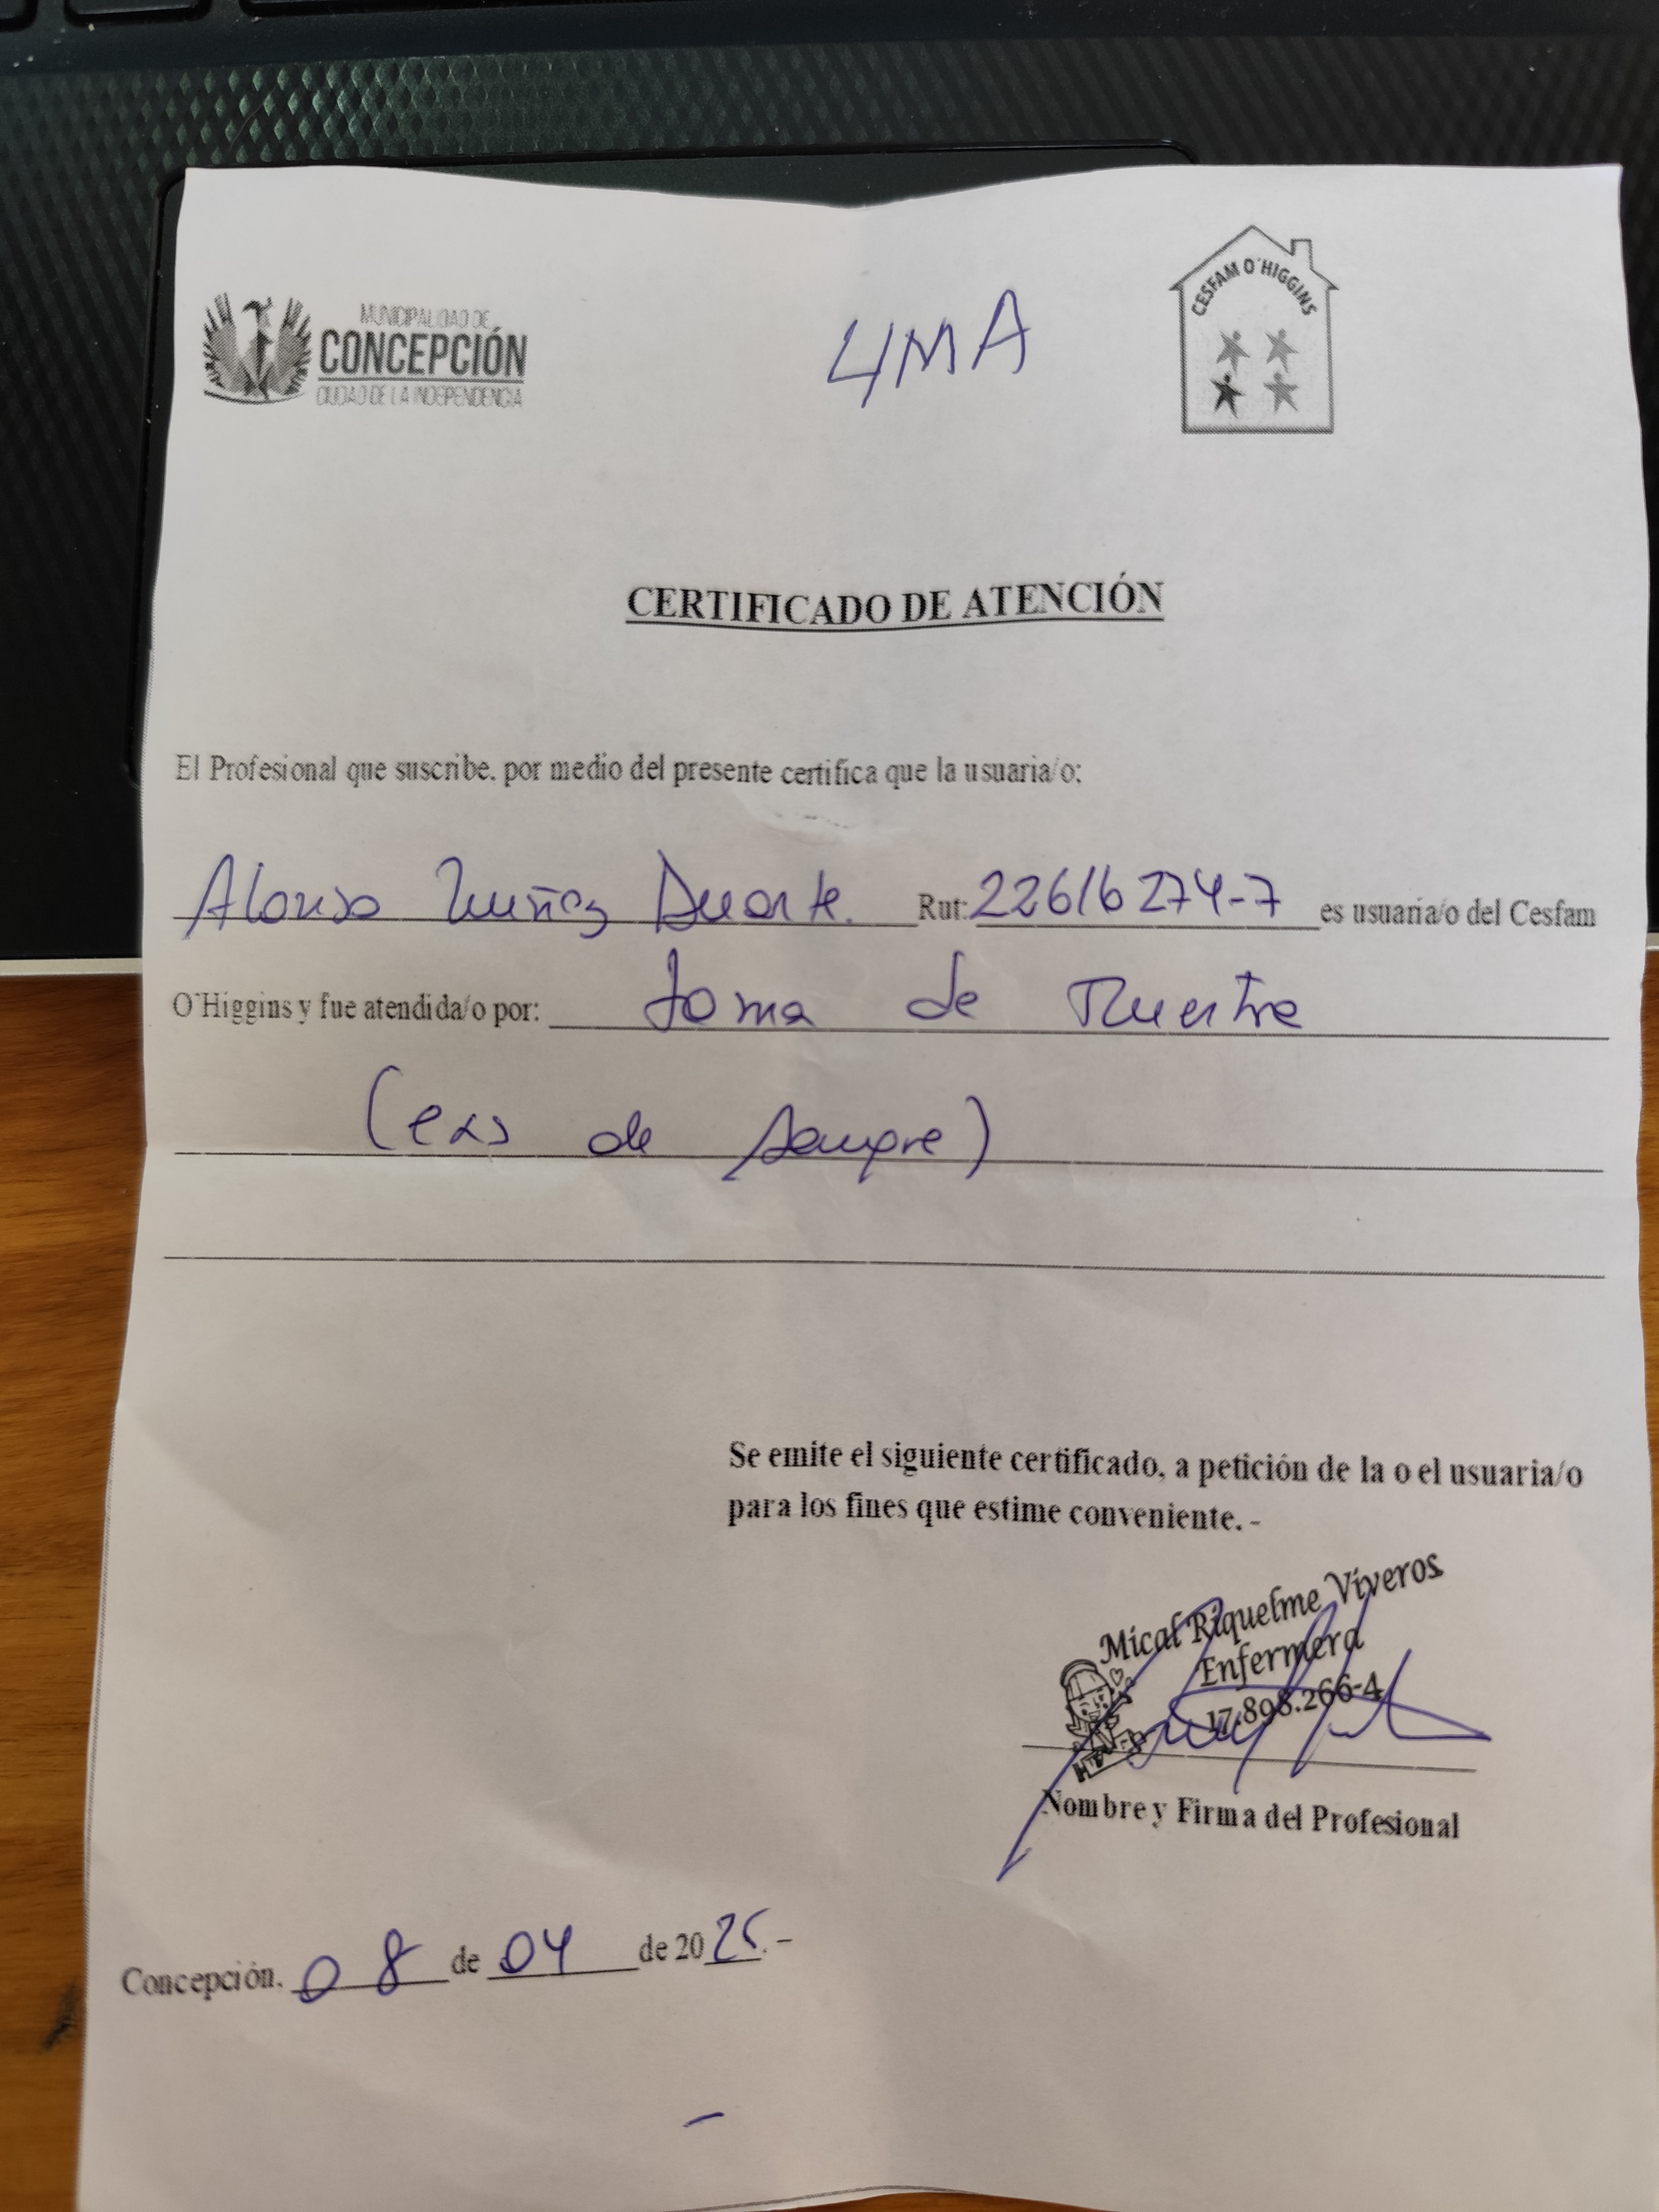 MUNICIPALIDAD DE
CONCEPCIÓN
CIUDAD DE LA INDEPENDENCIA
4MA
CESFAM O´HIGGINS
CERTIFICADO DE ATENCIÓN
El Profesional que suscribe, por medio del presente certifica que la usuaria/o:
Alonso Nuñez Duarte. Rut: 22616274-7 es usuaria/o del Cesfam
O´Higgins y fue atendida/o por: toma de Muestra
(exs de sangre)
Se emite el siguiente certificado, a petición de la o el usuaria/o
para los fines que estime conveniente. -
Mical Riquelme Viveros
Enfermera
17.898.266-4
Nombre y Firma del Profesional
Concepción, 08 de 04 de 2025.-